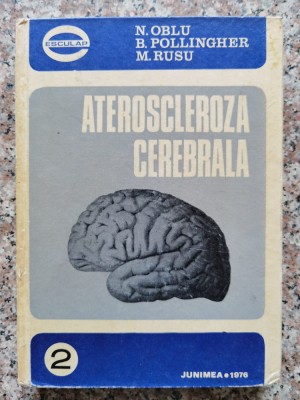 ESCULAP
N. OBLU
B. POLLINGHER
M. RUSU
ATEROSCLEROZA
CEREBRALA
2
JUNIMEA • 1976